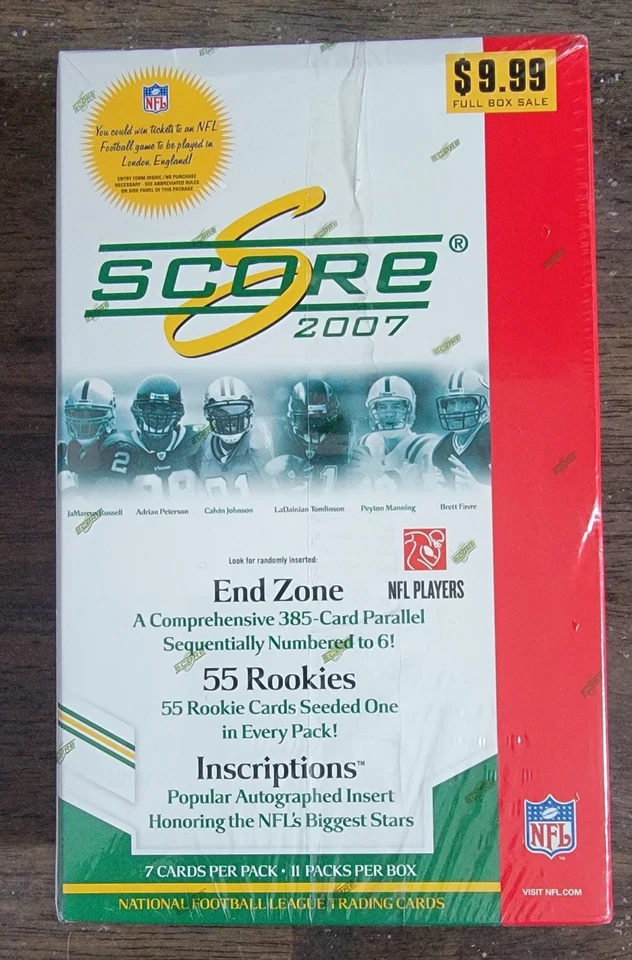 $9.99
FULL BOX SALE
NFL
You could win tickets to an NFL
Football game to be played in
London, England!
ENTRY FORM INSIDE / NO PURCHASE
NECESSARY - SEE ABBREVIATED RULES
ON SIDE PANEL OF THIS PACKAGE
SCORE®
2007
JaMarcus Russell Adrian Peterson Calvin Johnson LaDainian Tomlinson Peyton Manning Brett Favre
Look for randomly inserted:
NFL PLAYERS
End Zone
A Comprehensive 385-Card Parallel
Sequentially Numbered to 6!
55 Rookies
55 Rookie Cards Seeded One
in Every Pack!
Inscriptions™
Popular Autographed Insert
Honoring the NFL's Biggest Stars
7 CARDS PER PACK • 11 PACKS PER BOX
NATIONAL FOOTBALL LEAGUE TRADING CARDS
NFL
VISIT NFL.COM